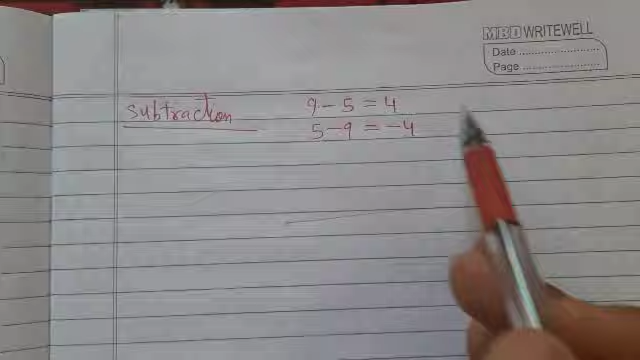 MBD WRITEWELL
Date
Page
Subtraction
9 - 5 = 4
5 - 9 = -4